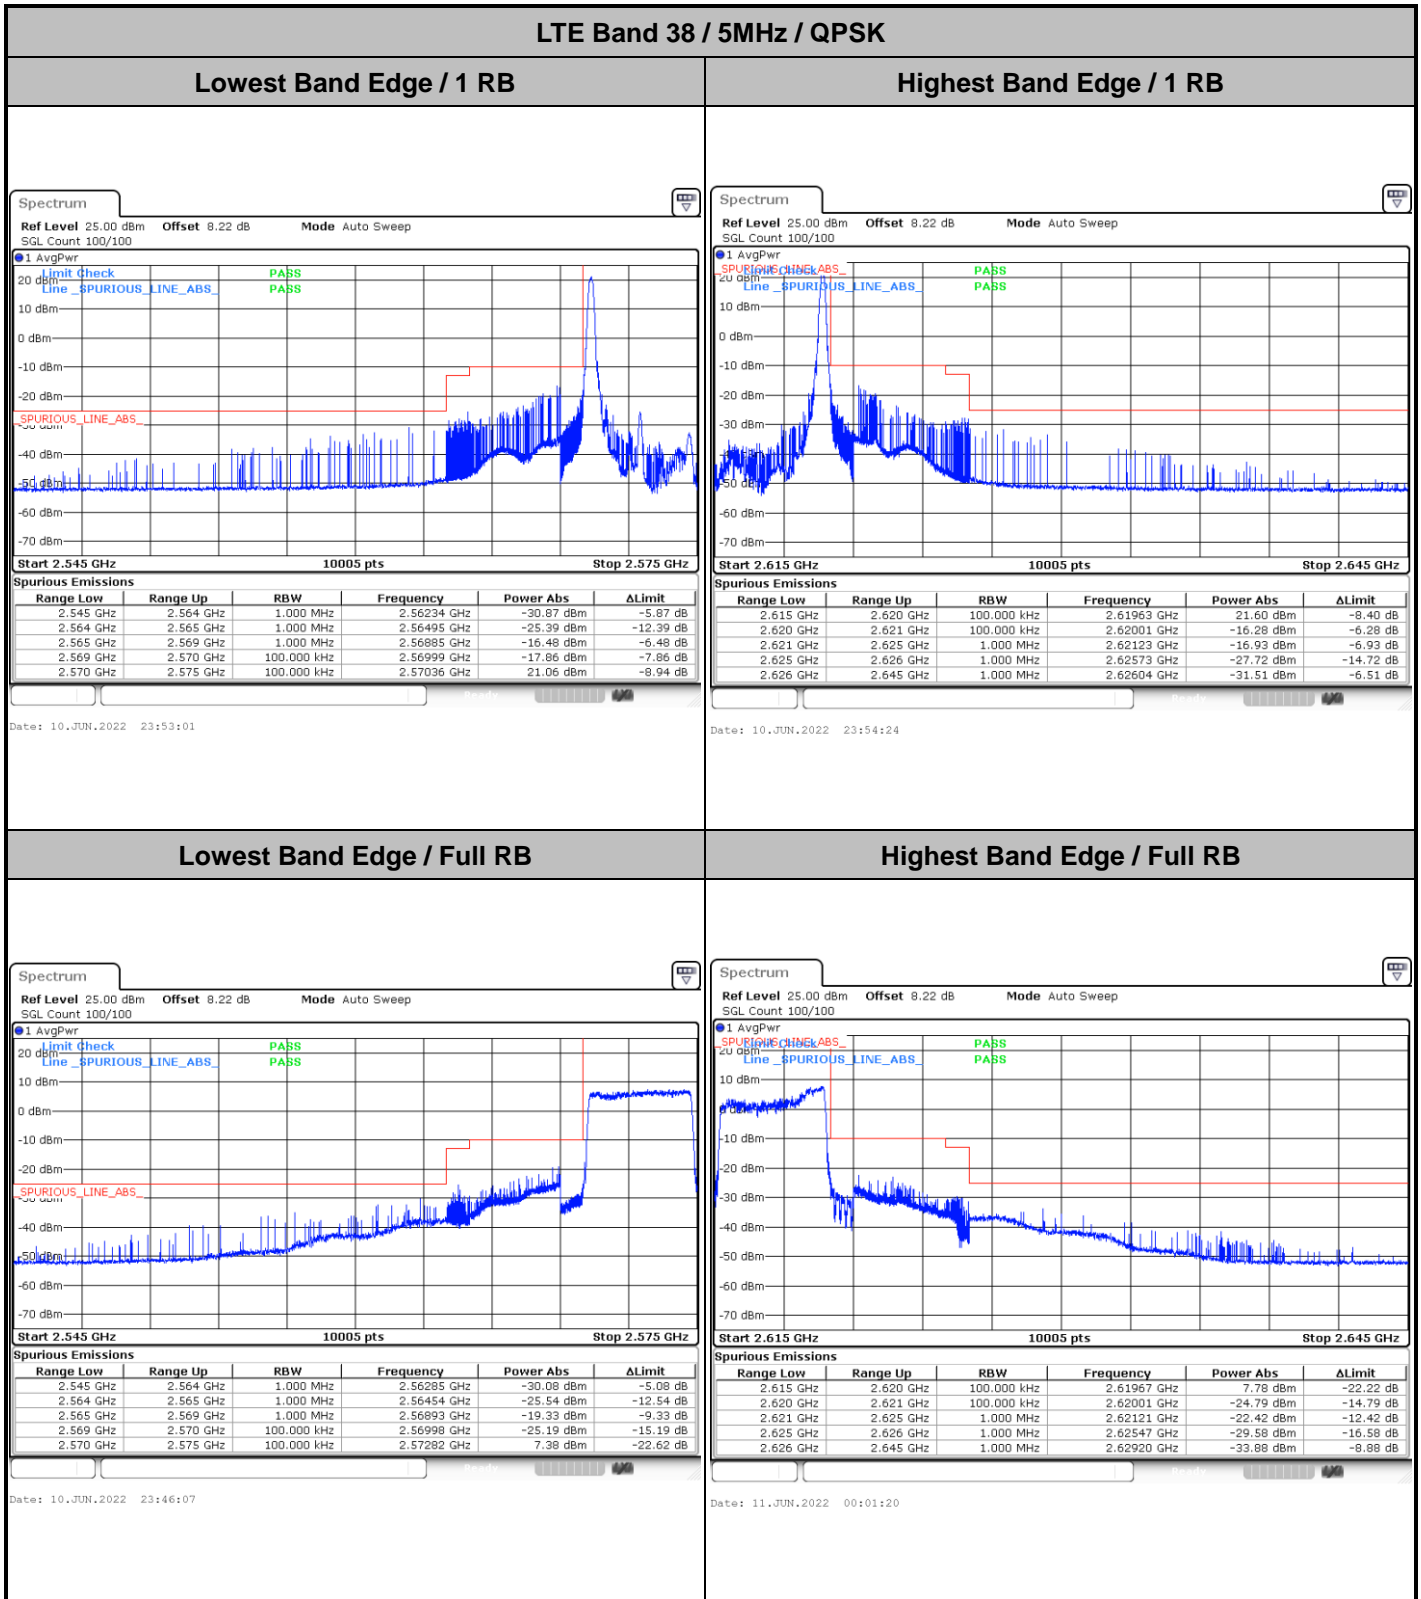 LTE Band 38 / 5MHz / QPSK
Lowest Band Edge / 1 RB
Highest Band Edge / 1 RB
Spectrum
Ref Level 25.00 dBm Offset 8.22 dB Mode Auto Sweep
SGL Count 100/100
1 AvgPwr
Limit Check PASS
Line _SPURIOUS_LINE_ABS_ PASS
20 dBm
10 dBm
0 dBm
-10 dBm
-20 dBm
_SPURIOUS_LINE_ABS_
-30 dBm
-40 dBm
-50 dBm
-60 dBm
-70 dBm
Start 2.545 GHz 10005 pts Stop 2.575 GHz
Spurious Emissions
Range Low Range Up RBW Frequency Power Abs ΔLimit
2.545 GHz 2.564 GHz 1.000 MHz 2.56234 GHz -30.87 dBm -5.87 dB
2.564 GHz 2.565 GHz 1.000 MHz 2.56495 GHz -25.39 dBm -12.39 dB
2.565 GHz 2.569 GHz 1.000 MHz 2.56885 GHz -16.48 dBm -6.48 dB
2.569 GHz 2.570 GHz 100.000 kHz 2.56999 GHz -17.86 dBm -7.86 dB
2.570 GHz 2.575 GHz 100.000 kHz 2.57036 GHz 21.06 dBm -8.94 dB
Ready
Date: 10.JUN.2022 23:53:01
Spectrum
Ref Level 25.00 dBm Offset 8.22 dB Mode Auto Sweep
SGL Count 100/100
1 AvgPwr
_SPURIOUS_LINE_ABS_
Limit Check PASS
Line _SPURIOUS_LINE_ABS_ PASS
20 dBm
10 dBm
0 dBm
-10 dBm
-20 dBm
-30 dBm
-40 dBm
-50 dBm
-60 dBm
-70 dBm
Start 2.615 GHz 10005 pts Stop 2.645 GHz
Spurious Emissions
Range Low Range Up RBW Frequency Power Abs ΔLimit
2.615 GHz 2.620 GHz 100.000 kHz 2.61963 GHz 21.60 dBm -8.40 dB
2.620 GHz 2.621 GHz 100.000 kHz 2.62001 GHz -16.28 dBm -6.28 dB
2.621 GHz 2.625 GHz 1.000 MHz 2.62123 GHz -16.93 dBm -6.93 dB
2.625 GHz 2.626 GHz 1.000 MHz 2.62573 GHz -27.72 dBm -14.72 dB
2.626 GHz 2.645 GHz 1.000 MHz 2.62604 GHz -31.51 dBm -6.51 dB
Ready
Date: 10.JUN.2022 23:54:24
Lowest Band Edge / Full RB
Highest Band Edge / Full RB
Spectrum
Ref Level 25.00 dBm Offset 8.22 dB Mode Auto Sweep
SGL Count 100/100
1 AvgPwr
Limit Check PASS
Line _SPURIOUS_LINE_ABS_ PASS
20 dBm
10 dBm
0 dBm
-10 dBm
-20 dBm
_SPURIOUS_LINE_ABS_
-30 dBm
-40 dBm
-50 dBm
-60 dBm
-70 dBm
Start 2.545 GHz 10005 pts Stop 2.575 GHz
Spurious Emissions
Range Low Range Up RBW Frequency Power Abs ΔLimit
2.545 GHz 2.564 GHz 1.000 MHz 2.56285 GHz -30.08 dBm -5.08 dB
2.564 GHz 2.565 GHz 1.000 MHz 2.56454 GHz -25.54 dBm -12.54 dB
2.565 GHz 2.569 GHz 1.000 MHz 2.56893 GHz -19.33 dBm -9.33 dB
2.569 GHz 2.570 GHz 100.000 kHz 2.56998 GHz -25.19 dBm -15.19 dB
2.570 GHz 2.575 GHz 100.000 kHz 2.57282 GHz 7.38 dBm -22.62 dB
Ready
Date: 10.JUN.2022 23:46:07
Spectrum
Ref Level 25.00 dBm Offset 8.22 dB Mode Auto Sweep
SGL Count 100/100
1 AvgPwr
_SPURIOUS_LINE_ABS_
Limit Check PASS
Line _SPURIOUS_LINE_ABS_ PASS
20 dBm
10 dBm
0 dBm
-10 dBm
-20 dBm
-30 dBm
-40 dBm
-50 dBm
-60 dBm
-70 dBm
Start 2.615 GHz 10005 pts Stop 2.645 GHz
Spurious Emissions
Range Low Range Up RBW Frequency Power Abs ΔLimit
2.615 GHz 2.620 GHz 100.000 kHz 2.61967 GHz 7.78 dBm -22.22 dB
2.620 GHz 2.621 GHz 100.000 kHz 2.62001 GHz -24.79 dBm -14.79 dB
2.621 GHz 2.625 GHz 1.000 MHz 2.62121 GHz -22.42 dBm -12.42 dB
2.625 GHz 2.626 GHz 1.000 MHz 2.62547 GHz -29.58 dBm -16.58 dB
2.626 GHz 2.645 GHz 1.000 MHz 2.62920 GHz -33.88 dBm -8.88 dB
Ready
Date: 11.JUN.2022 00:01:20